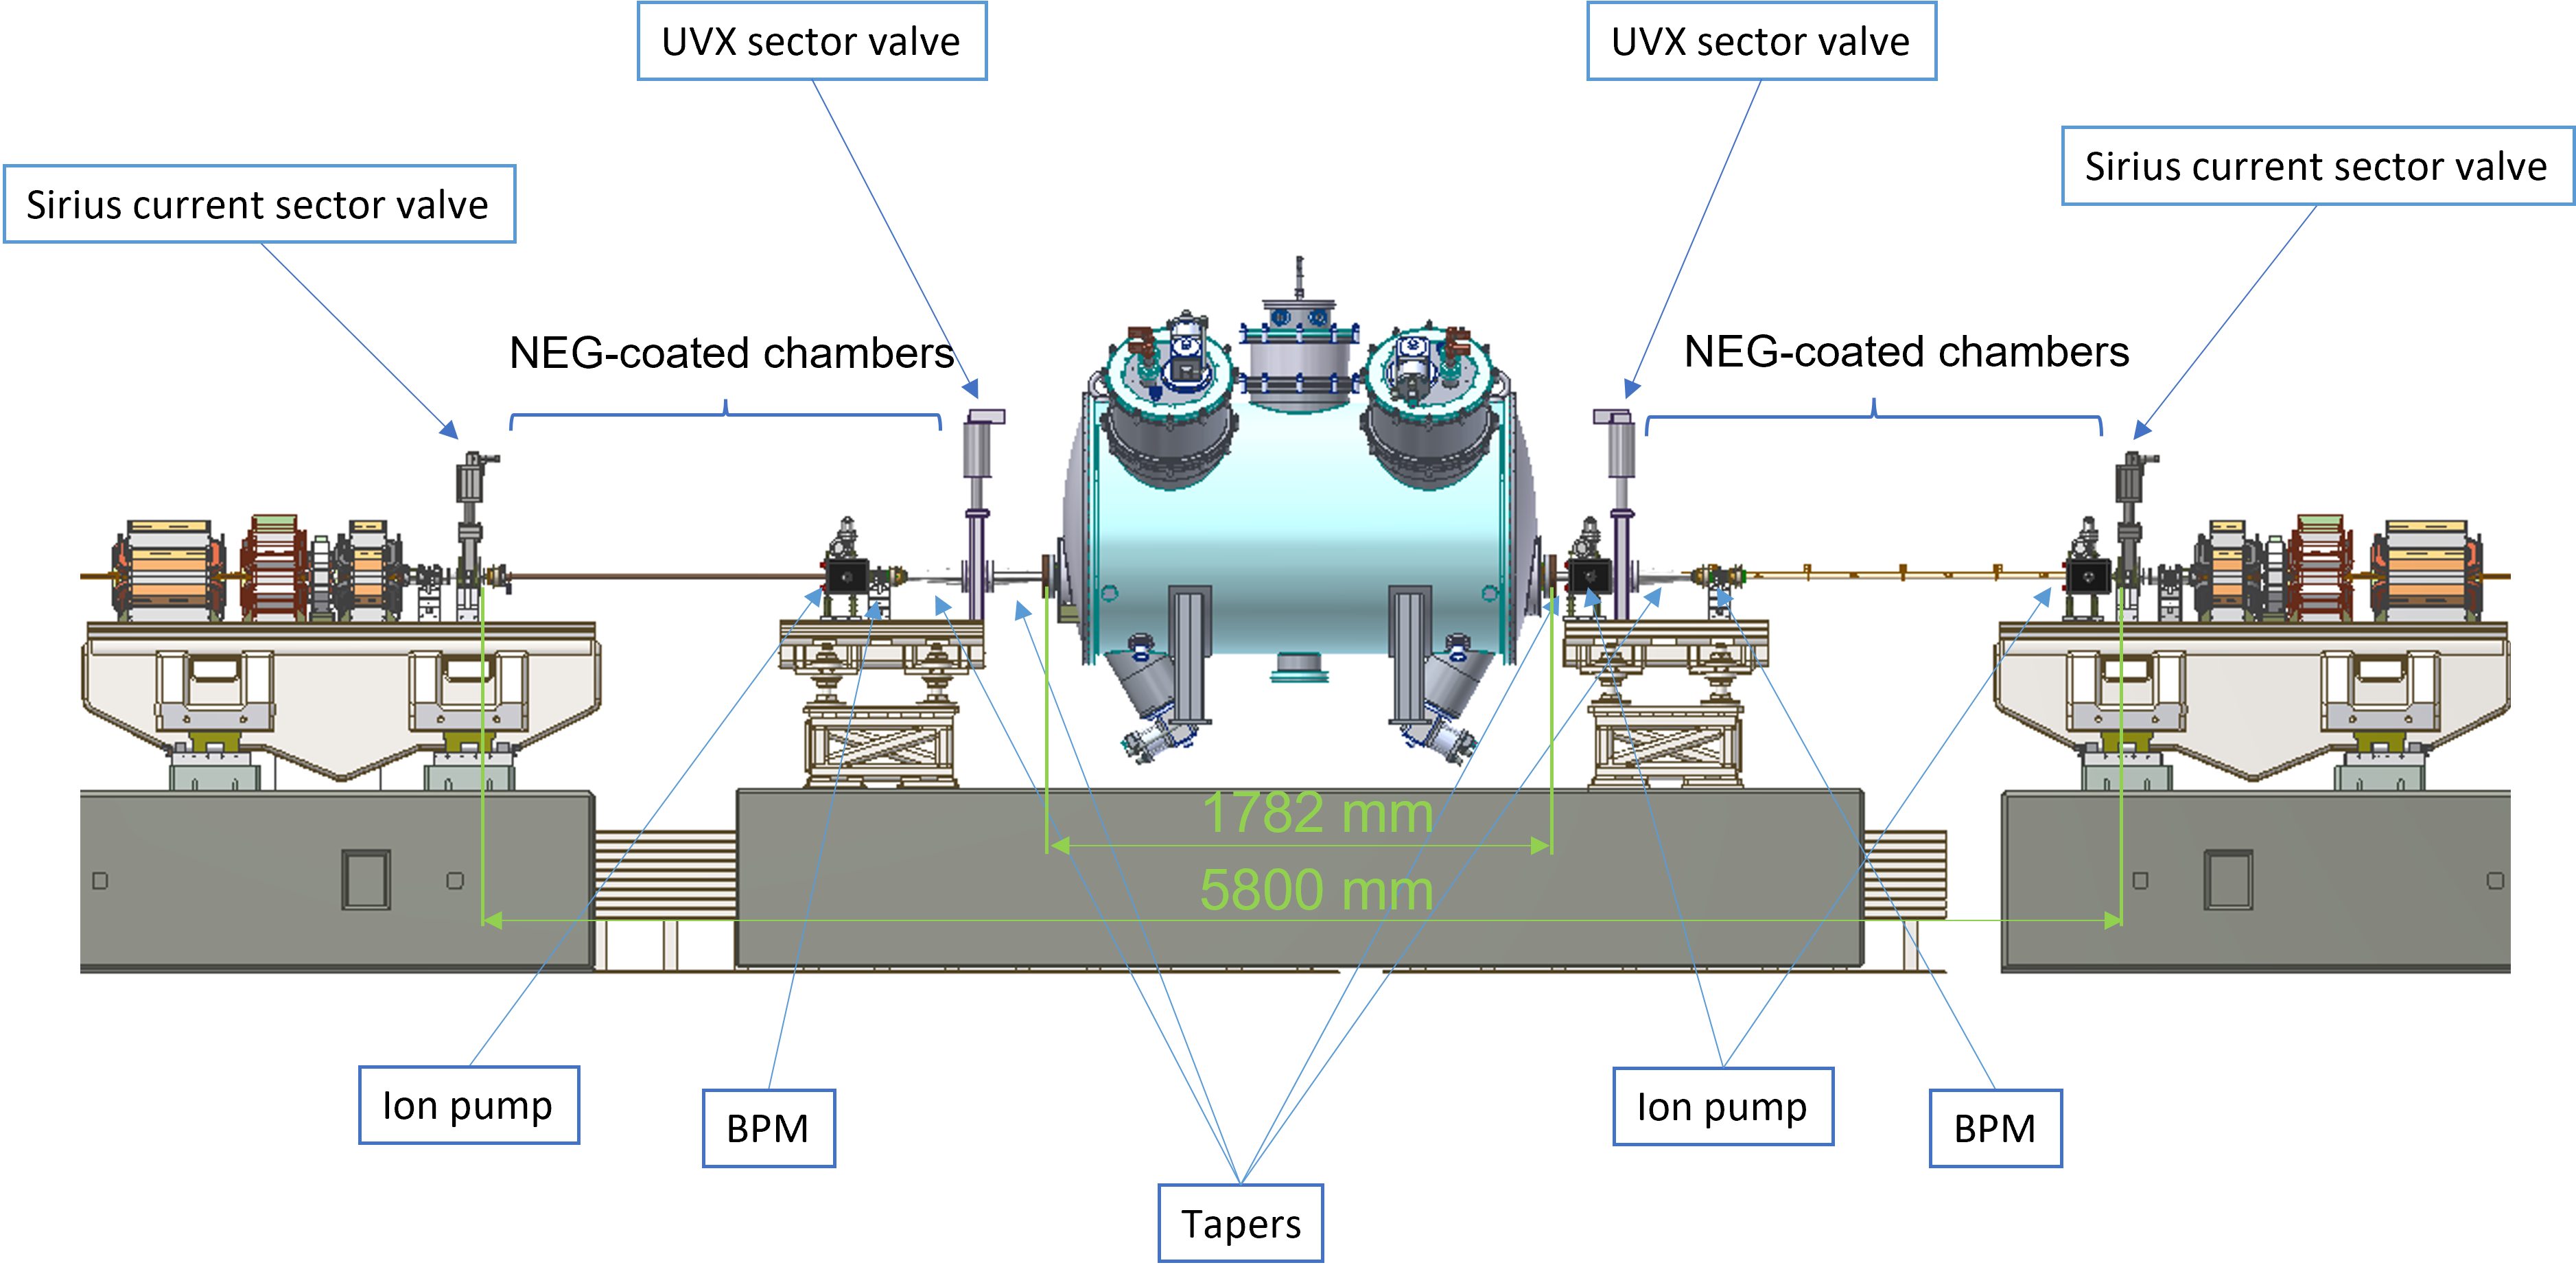 UVX sector valve
UVX sector valve
Sirius current sector valve
Sirius current sector valve
NEG-coated chambers
NEG-coated chambers
1782 mm
5800 mm
Ion pump
BPM
Ion pump
BPM
Tapers